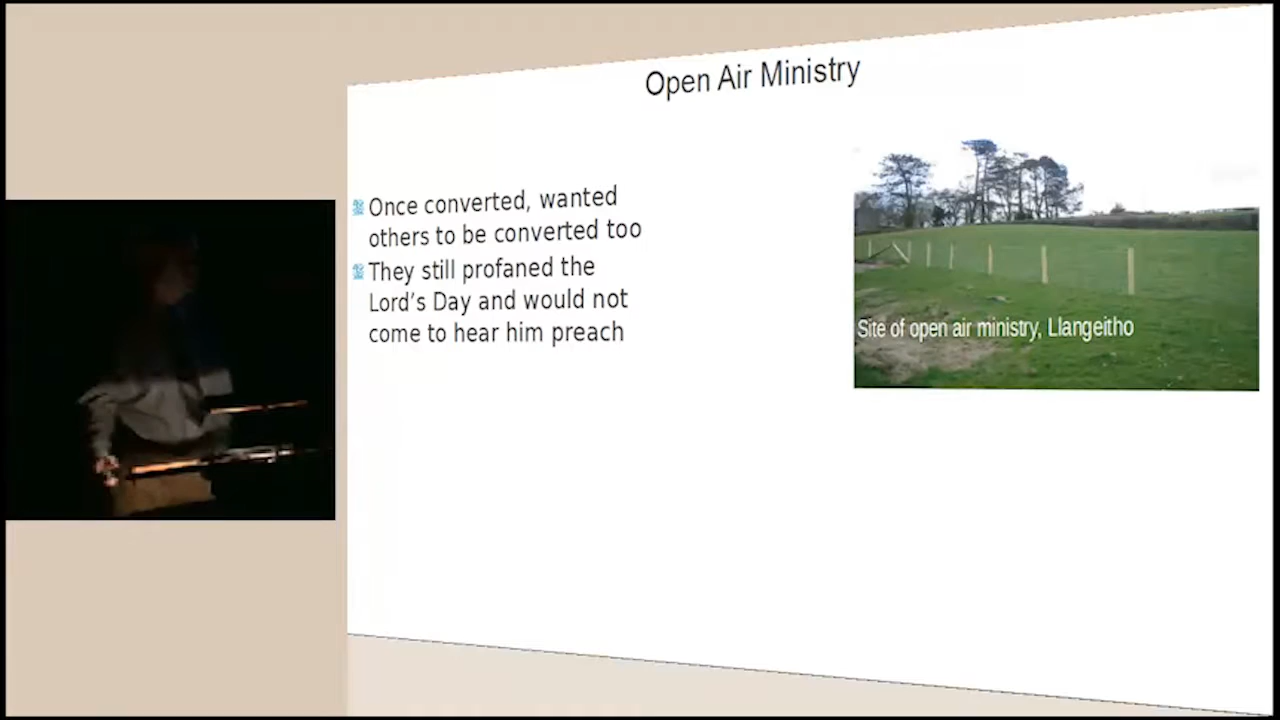 Open Air Ministry
Once converted, wanted
others to be converted too
They still profaned the
Lord’s Day and would not
come to hear him preach
Site of open air ministry, Llangeitho